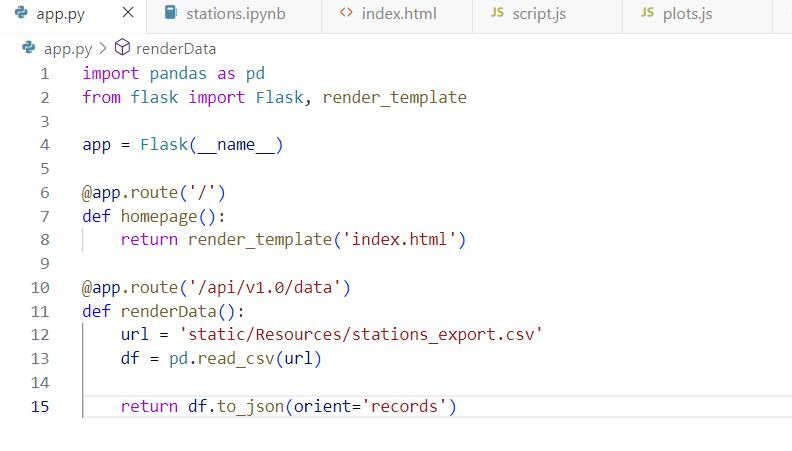 app.py stations.ipynb index.html JS script.js JS plots.js
app.py > renderData
1 import pandas as pd
2 from flask import Flask, render_template
3
4 app = Flask(__name__)
5
6 @app.route('/')
7 def homepage():
8     return render_template('index.html')
9
10 @app.route('/api/v1.0/data')
11 def renderData():
12     url = 'static/Resources/stations_export.csv'
13     df = pd.read_csv(url)
14
15     return df.to_json(orient='records')